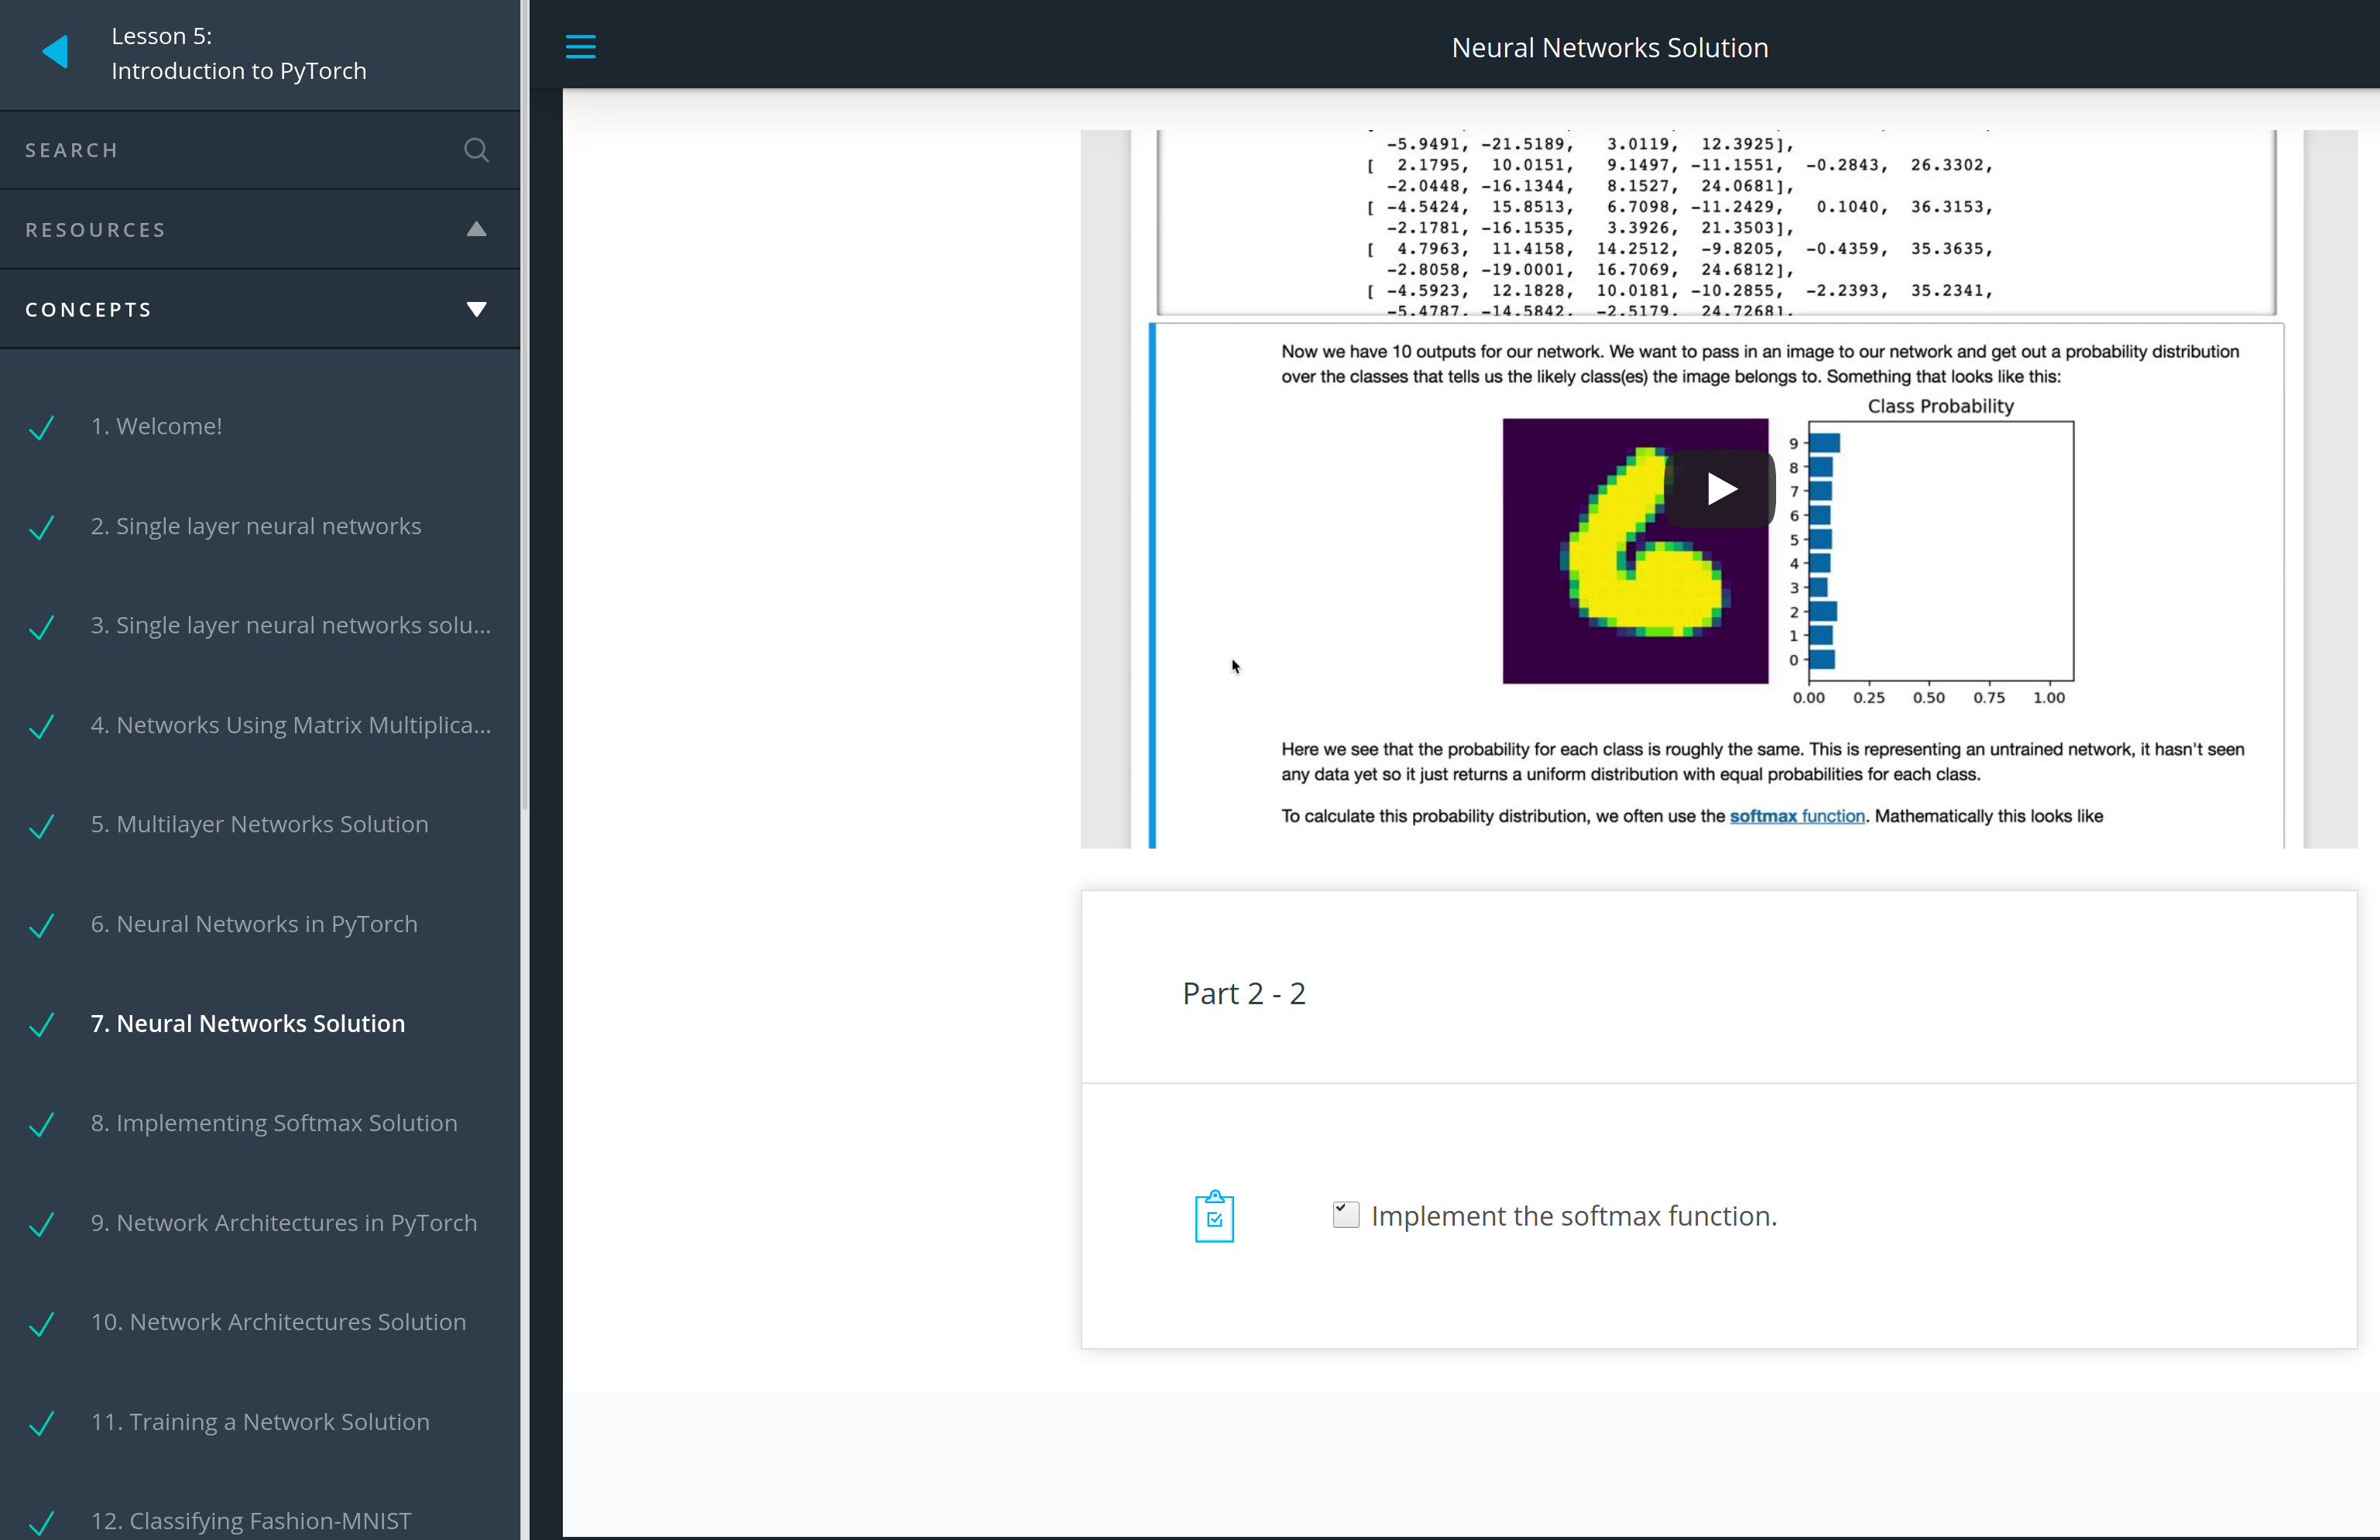 Lesson 5:
Introduction to PyTorch
SEARCH
RESOURCES
CONCEPTS
1. Welcome!
2. Single layer neural networks
3. Single layer neural networks solu...
4. Networks Using Matrix Multiplica...
5. Multilayer Networks Solution
6. Neural Networks in PyTorch
7. Neural Networks Solution
8. Implementing Softmax Solution
9. Network Architectures in PyTorch
10. Network Architectures Solution
11. Training a Network Solution
12. Classifying Fashion-MNIST
Neural Networks Solution
-5.9491, -21.5189, 3.0119, 12.3925],
[ 2.1795, 10.0151, 9.1497, -11.1551, -0.2843, 26.3302,
-2.0448, -16.1344, 8.1527, 24.0681],
[ -4.5424, 15.8513, 6.7098, -11.2429, 0.1040, 36.3153,
-2.1781, -16.1535, 3.3926, 21.3503],
[ 4.7963, 11.4158, 14.2512, -9.8205, -0.4359, 35.3635,
-2.8058, -19.0001, 16.7069, 24.6812],
[ -4.5923, 12.1828, 10.0181, -10.2855, -2.2393, 35.2341,
-5.4787, -14.5842, -2.5179, 24.7268],
Now we have 10 outputs for our network. We want to pass in an image to our network and get out a probability distribution
over the classes that tells us the likely class(es) the image belongs to. Something that looks like this:
Class Probability
9
8
7
6
5
4
3
2
1
0
0.00 0.25 0.50 0.75 1.00
Here we see that the probability for each class is roughly the same. This is representing an untrained network, it hasn't seen
any data yet so it just returns a uniform distribution with equal probabilities for each class.
To calculate this probability distribution, we often use the softmax function. Mathematically this looks like
Part 2 - 2
Implement the softmax function.